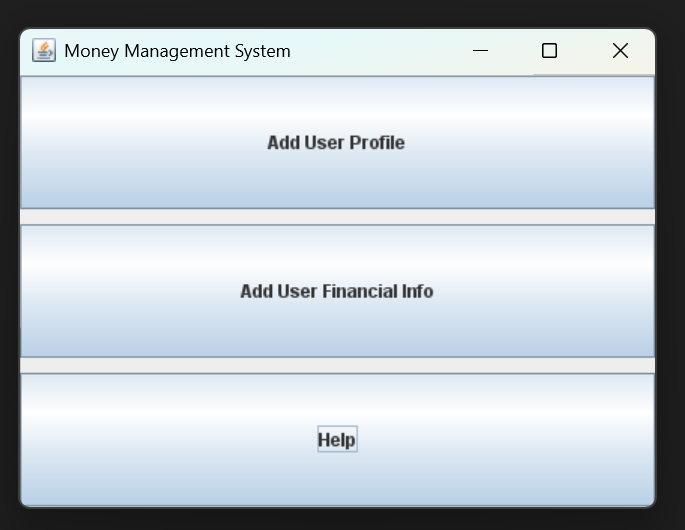 Money Management System
Add User Profile
Add User Financial Info
Help